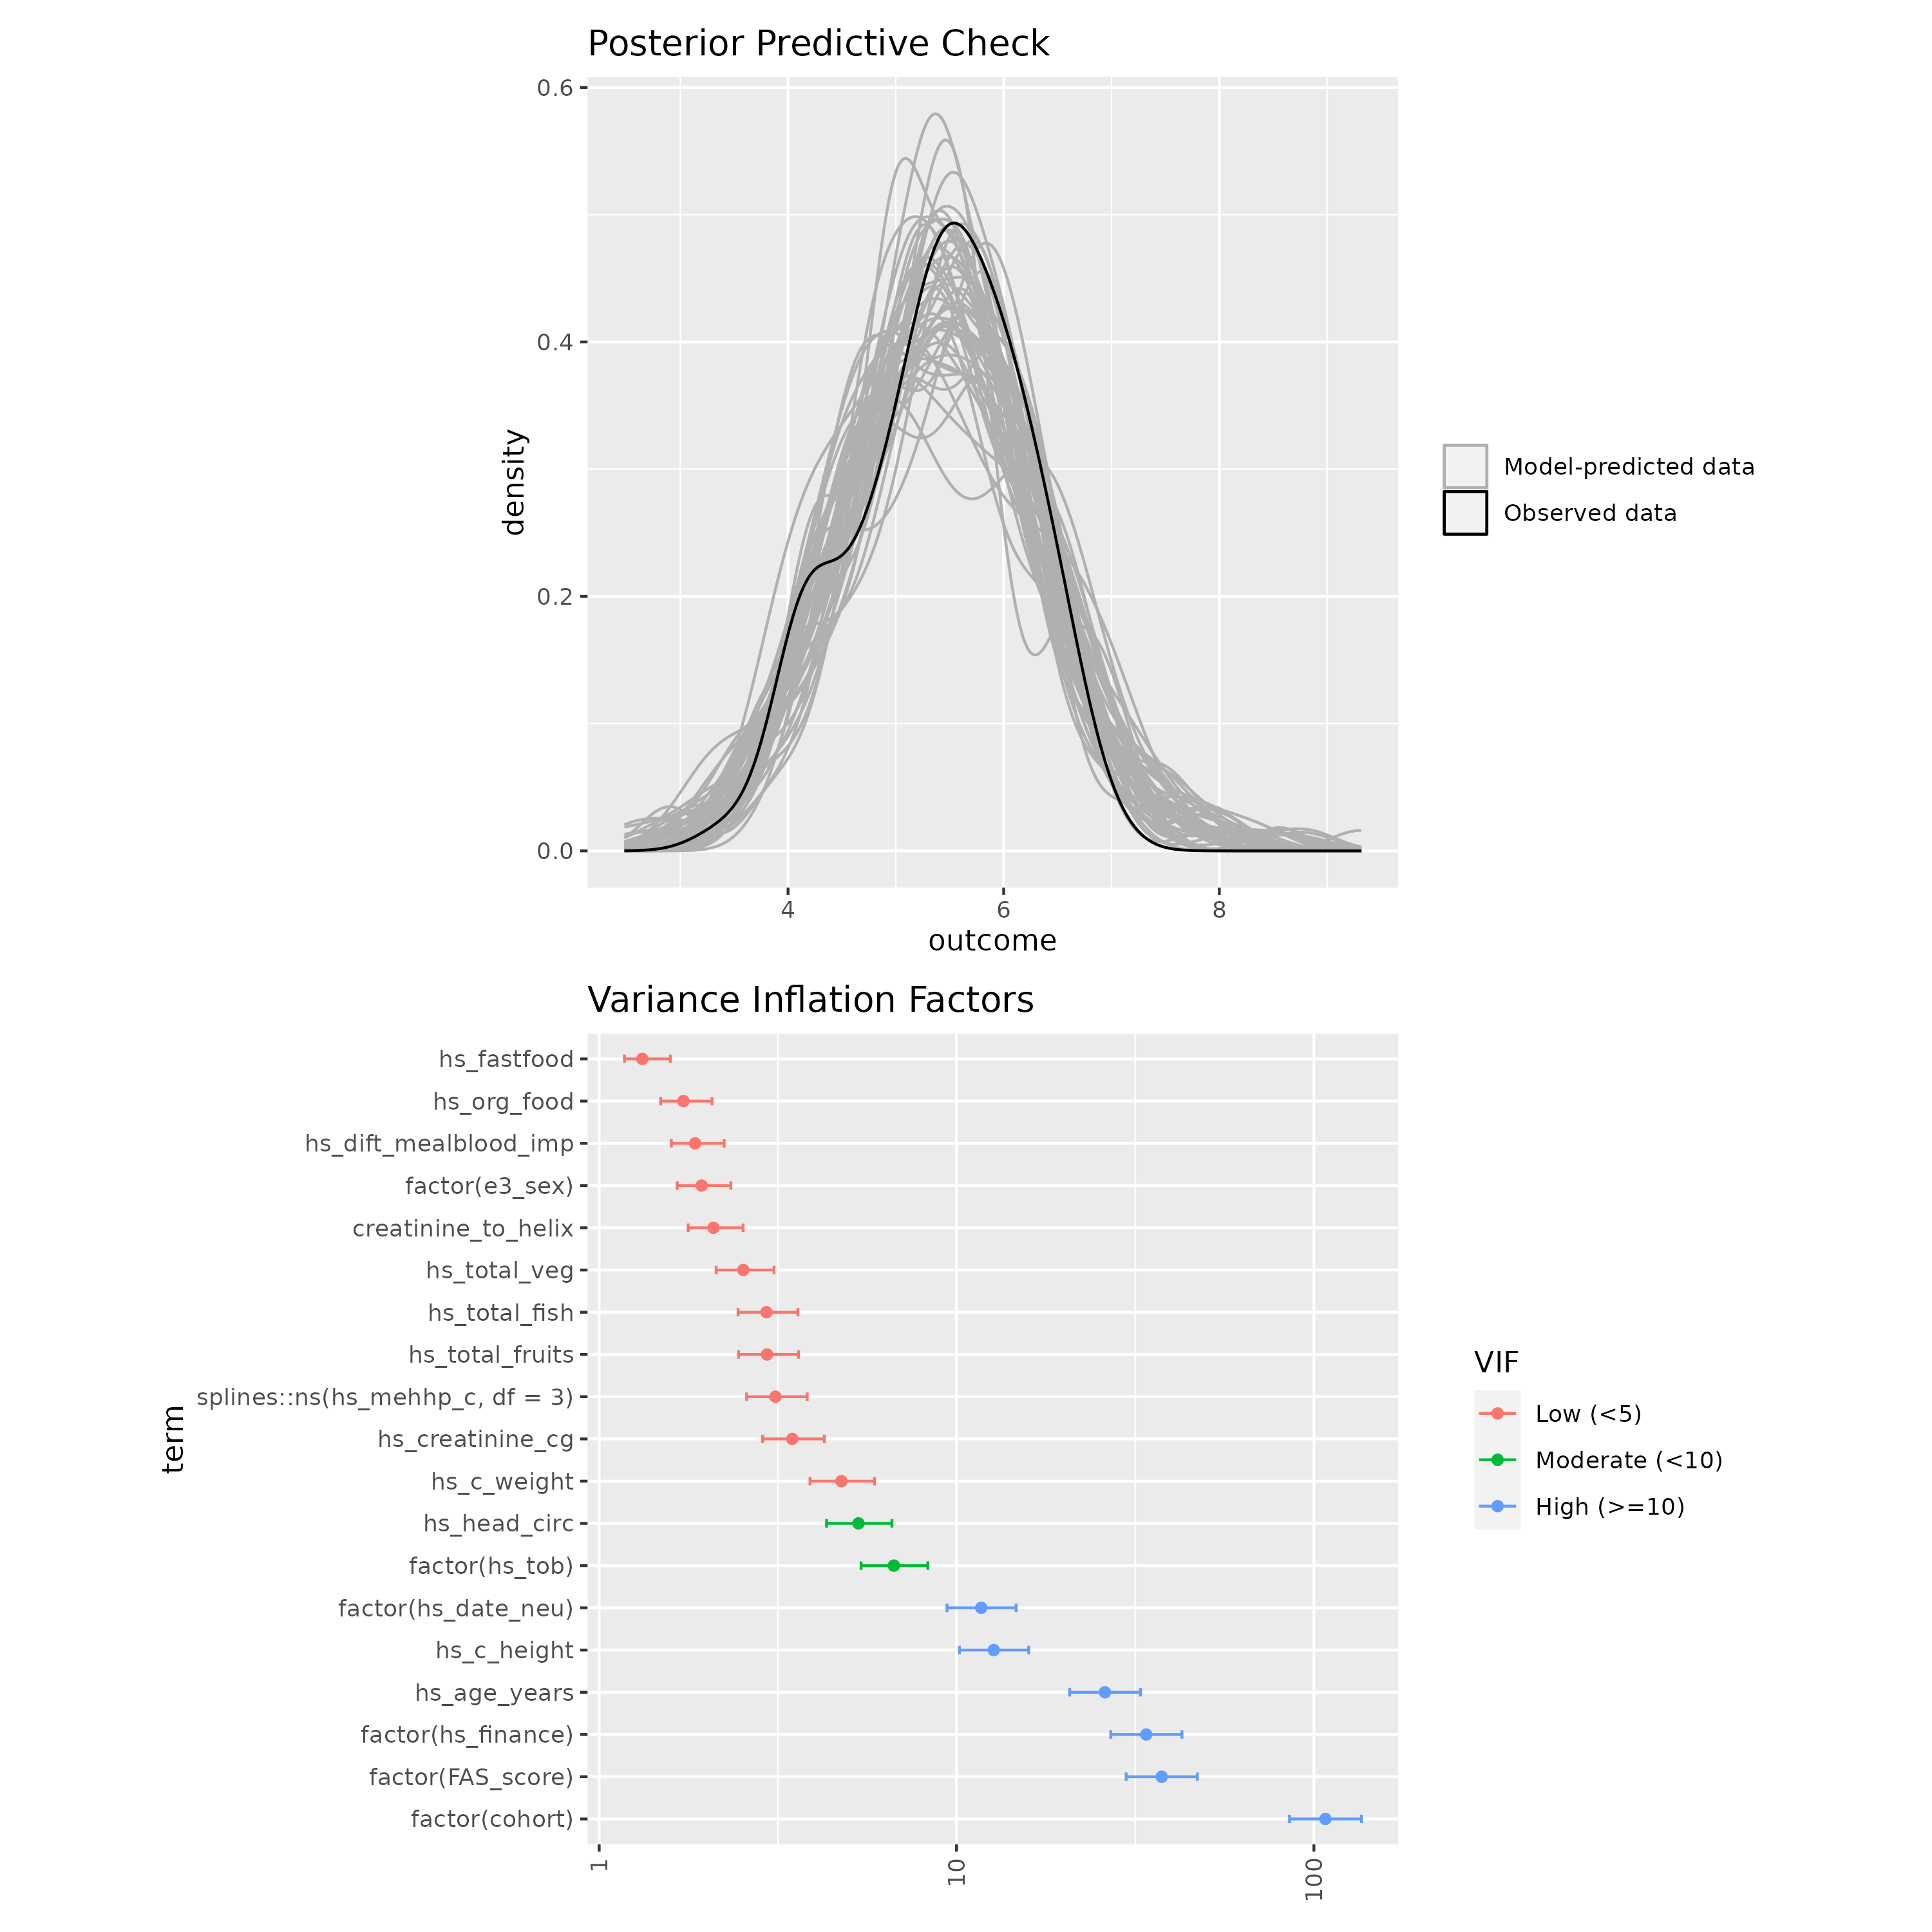 Posterior Predictive Check
0.6
0.4
0.2
0.0
density
4 6 8
outcome
Model-predicted data
Observed data
Variance Inflation Factors
term
hs_fastfood
hs_org_food
hs_dift_mealblood_imp
factor(e3_sex)
creatinine_to_helix
hs_total_veg
hs_total_fish
hs_total_fruits
splines::ns(hs_mehhp_c, df = 3)
hs_creatinine_cg
hs_c_weight
hs_head_circ
factor(hs_tob)
factor(hs_date_neu)
hs_c_height
hs_age_years
factor(hs_finance)
factor(FAS_score)
factor(cohort)
1 10 100
VIF
Low (<5)
Moderate (<10)
High (>=10)